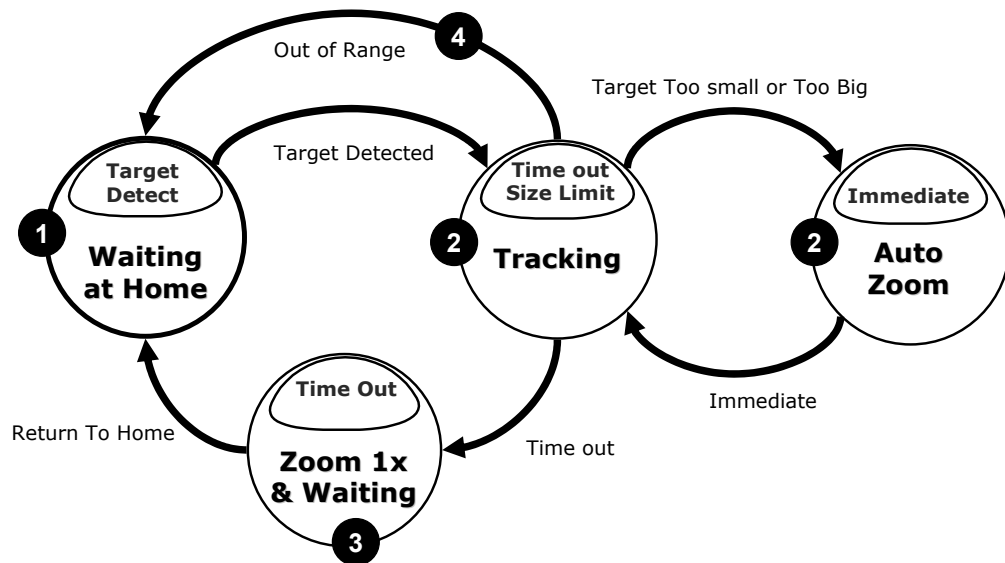 4
Out of Range
Target Too small or Too Big
Target Detected
Target
Detect
1
Waiting
at Home
Time out
Size Limit
2
Tracking
Immediate
2
Auto
Zoom
Return To Home
Time Out
Zoom 1x
& Waiting
3
Time out
Immediate